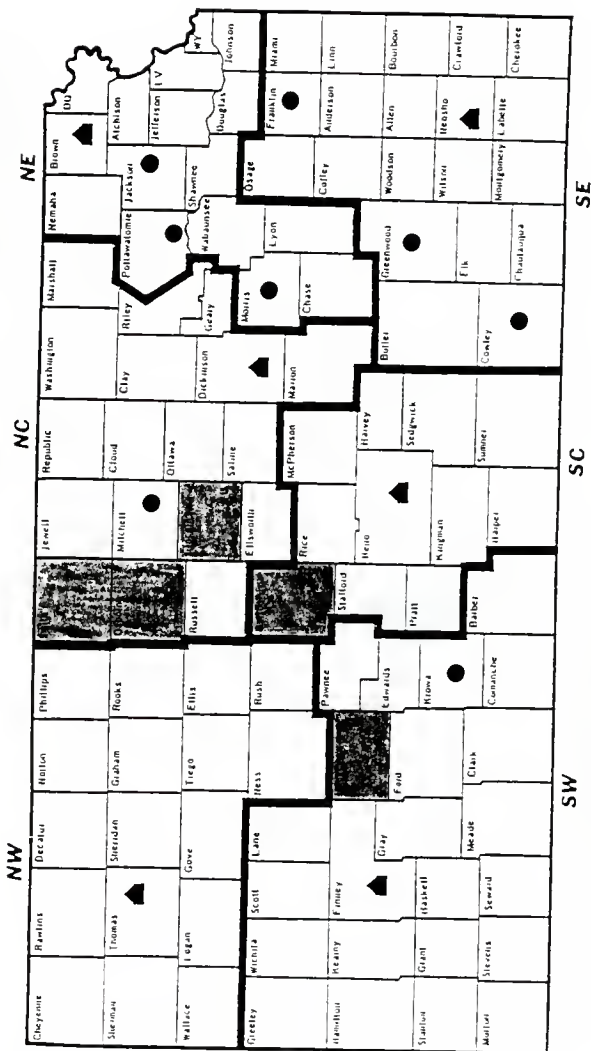 NW
NC
NE
Cheyenne
Rawlins
Decatur
Norton
Phillips
Jewell
Republic
Washington
Marshall
Nemaha
Brown
DO
Sherman
Thomas
Sheridan
Graham
Rooks
Mitchell
Cloud
Clay
Riley
Pottawatomie
Jackson
Atchison
Jefferson
LV
WY
Wallace
Logan
Gove
Trego
Ellis
Russell
Ottawa
Saline
Ellsworth
Dickinson
Geary
Wabaunsee
Shawnee
Douglas
Johnson
Greeley
Wichita
Scott
Lane
Ness
Rush
Rice
McPherson
Marion
Morris
Chase
Lyon
Osage
Franklin
Miami
Hamilton
Kearny
Finney
Gray
Ford
Pawnee
Edwards
Stafford
Reno
Harvey
Sedgwick
Butler
Greenwood
Coffey
Anderson
Linn
Woodson
Allen
Bourbon
Stanton
Grant
Haskell
Kiowa
Pratt
Kingman
Elk
Wilson
Neosho
Crawford
Morton
Stevens
Seward
Meade
Clark
Comanche
Barber
Harper
Sumner
Cowley
Chautauqua
Montgomery
Labette
Cherokee
SW
SC
SE